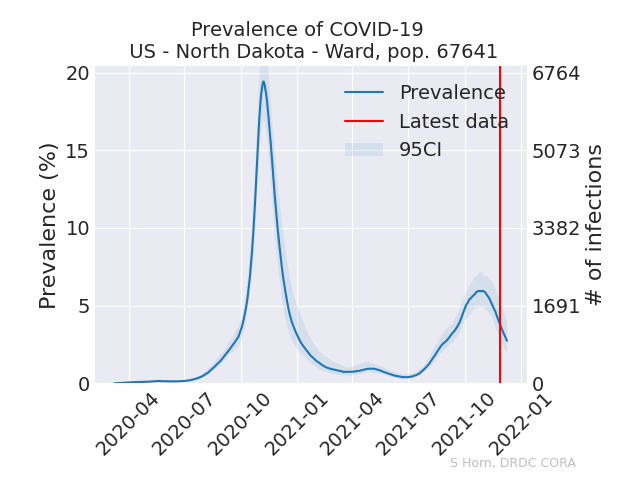 Prevalence of COVID-19
US - North Dakota - Ward, pop. 67641
Prevalence (%)
20
15
10
5
0
Prevalence
Latest data
95CI
6764
5073
3382
1691
0
# of infections
2020-04
2020-07
2020-10
2021-01
2021-04
2021-07
2021-10
2022-01
S Horn, DRDC CORA